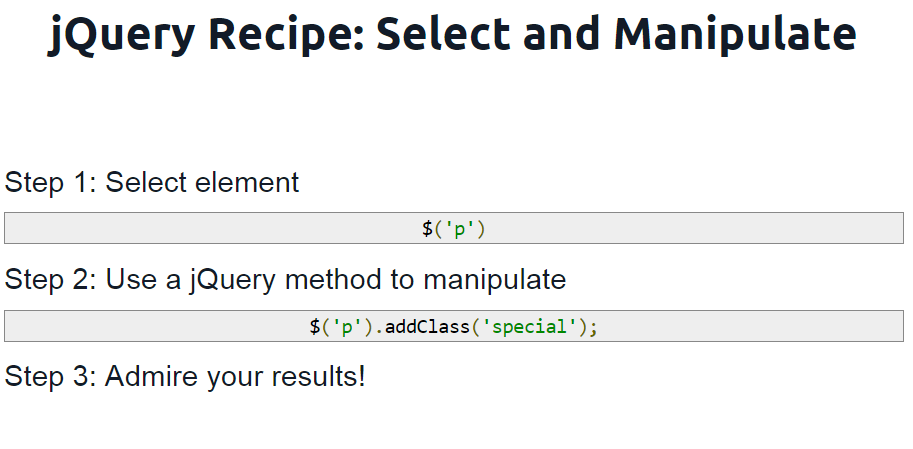 jQuery Recipe: Select and Manipulate
Step 1: Select element
$('p')
Step 2: Use a jQuery method to manipulate
$('p').addClass('special');
Step 3: Admire your results!